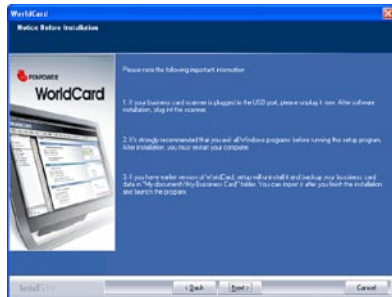 WorldCard
Notice Before Installation
PENPOWER
WorldCard
Please note the following important information
1. If your business card scanner is plugged in the USB port, please unplug it now. After software
installation, plug in the scanner.
2. It's strongly recommended that you exit all Windows programs before running this setup program.
After installation, you must restart your computer.
3. If you have earlier version of WorldCard, setup will uninstall it and backup your business card
data in "My document\My Business Card" folder. You can import it after you finish the installation
and launch the program.
< Back
Next >
Cancel